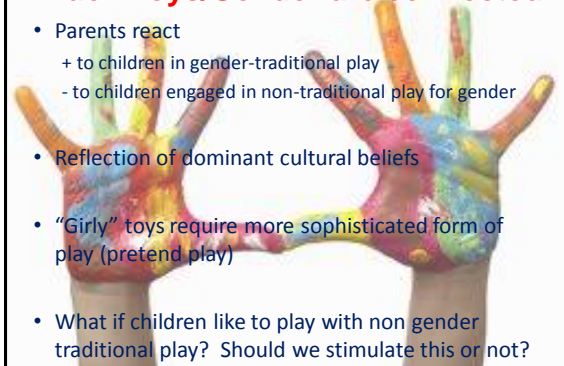 • Parents react
+ to children in gender-traditional play
- to children engaged in non-traditional play for gender
• Reflection of dominant cultural beliefs
• “Girly” toys require more sophisticated form of
play (pretend play)
• What if children like to play with non gender
traditional play?  Should we stimulate this or not?